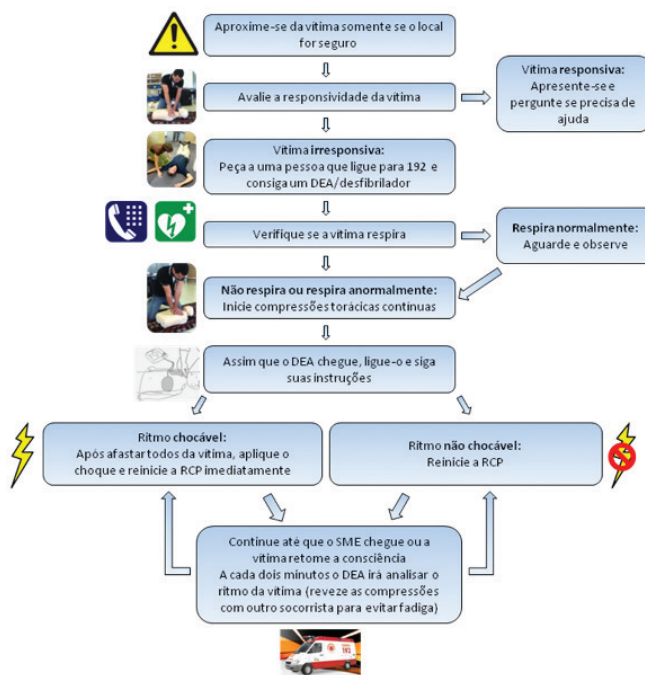 Aproxime-se da vítima somente se o local
for seguro
Avalie a responsividade da vítima
Vítima responsiva:
Apresente-se e
pergunte se precisa de
ajuda
Vítima irresponsiva:
Peça a uma pessoa que ligue para 192 e
consiga um DEA/desfibrilador
Verifique se a vítima respira
Respira normalmente:
Aguarde e observe
Não respira ou respira anormalmente:
Inicie compressões torácicas contínuas
Assim que o DEA chegue, ligue-o e siga
suas instruções
Ritmo chocável:
Após afastar todos da vítima, aplique o
choque e reinicie a RCP imediatamente
Ritmo não chocável:
Reinicie a RCP
Continue até que o SME chegue ou a
vítima retome a consciência
A cada dois minutos o DEA irá analisar o
ritmo da vítima (reveze as compressões
com outro socorrista para evitar fadiga)
192